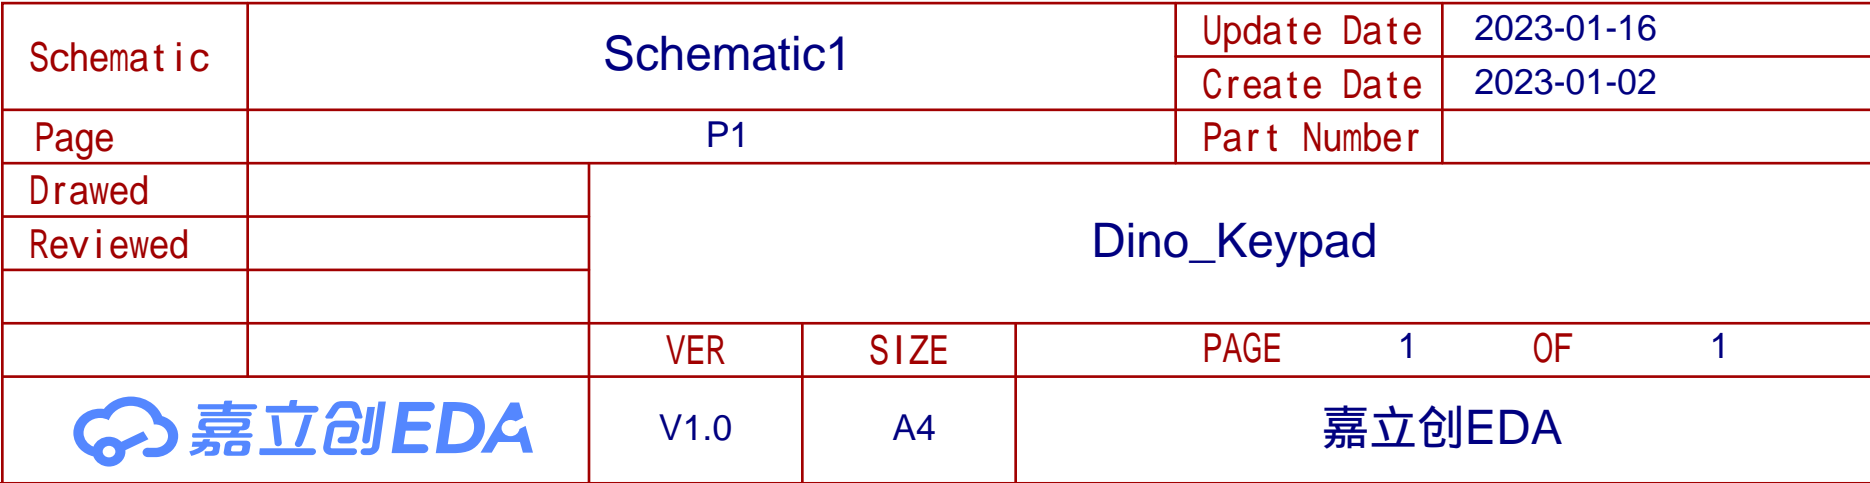 Schematic
Schematic1
Update Date
2023-01-16
Create Date
2023-01-02
Page
P1
Part Number
Drawed
Reviewed
Dino_Keypad
VER
SIZE
PAGE 1 OF 1
嘉立创EDA
V1.0
A4
嘉立创EDA